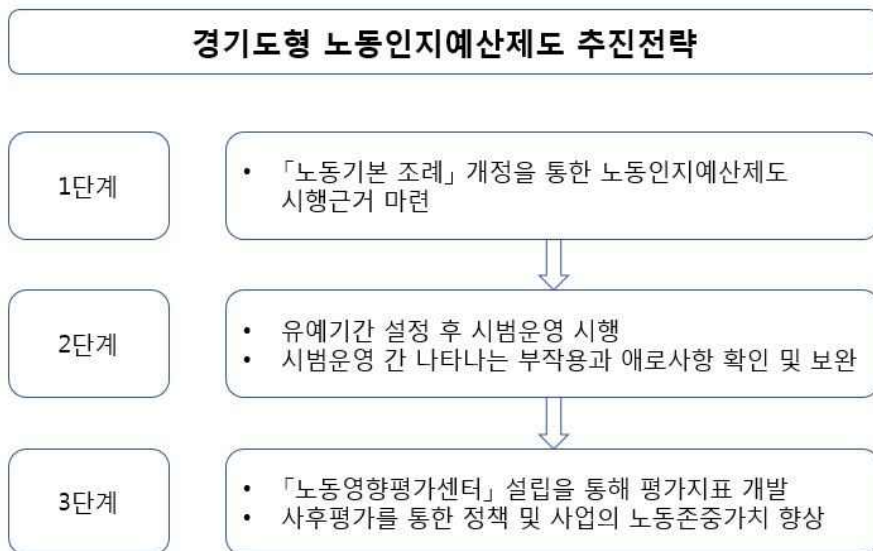 경기도형 노동인지예산제도 추진전략
1단계
• 「노동기본 조례」 개정을 통한 노동인지예산제도
시행근거 마련
2단계
• 유예기간 설정 후 시범운영 시행
• 시범운영 간 나타나는 부작용과 애로사항 확인 및 보완
3단계
• 「노동영향평가센터」 설립을 통해 평가지표 개발
• 사후평가를 통한 정책 및 사업의 노동존중가치 향상